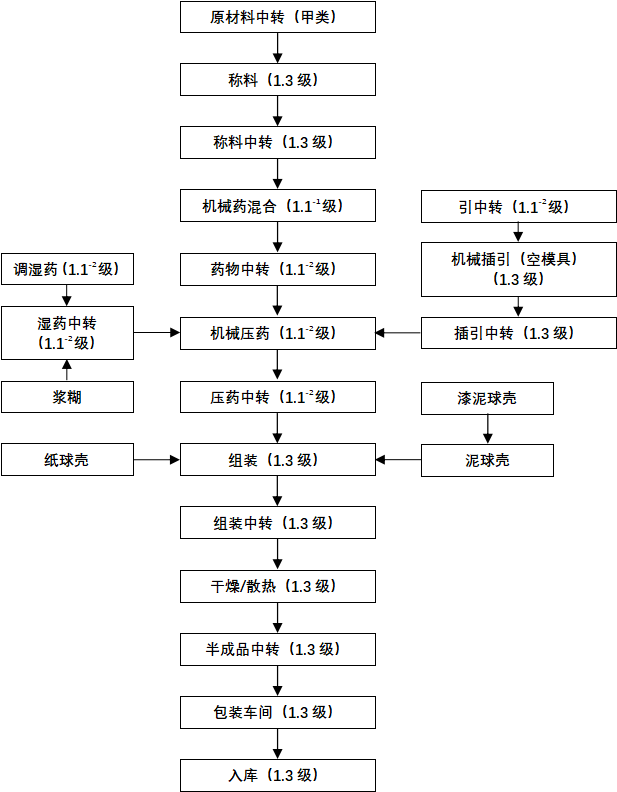 原材料中转（甲类）
称料（1.3 级）
称料中转（1.3 级）
机械药混合（1.1⁻¹级）
引中转（1.1⁻²级）
调湿药（1.1⁻²级）
药物中转（1.1⁻²级）
机械插引（空模具）
（1.3 级）
湿药中转
（1.1⁻²级）
机械压药（1.1⁻²级）
插引中转（1.3 级）
浆糊
压药中转（1.1⁻²级）
漆泥球壳
纸球壳
组装（1.3 级）
泥球壳
组装中转（1.3 级）
干燥/散热（1.3 级）
半成品中转（1.3 级）
包装车间（1.3 级）
入库（1.3 级）